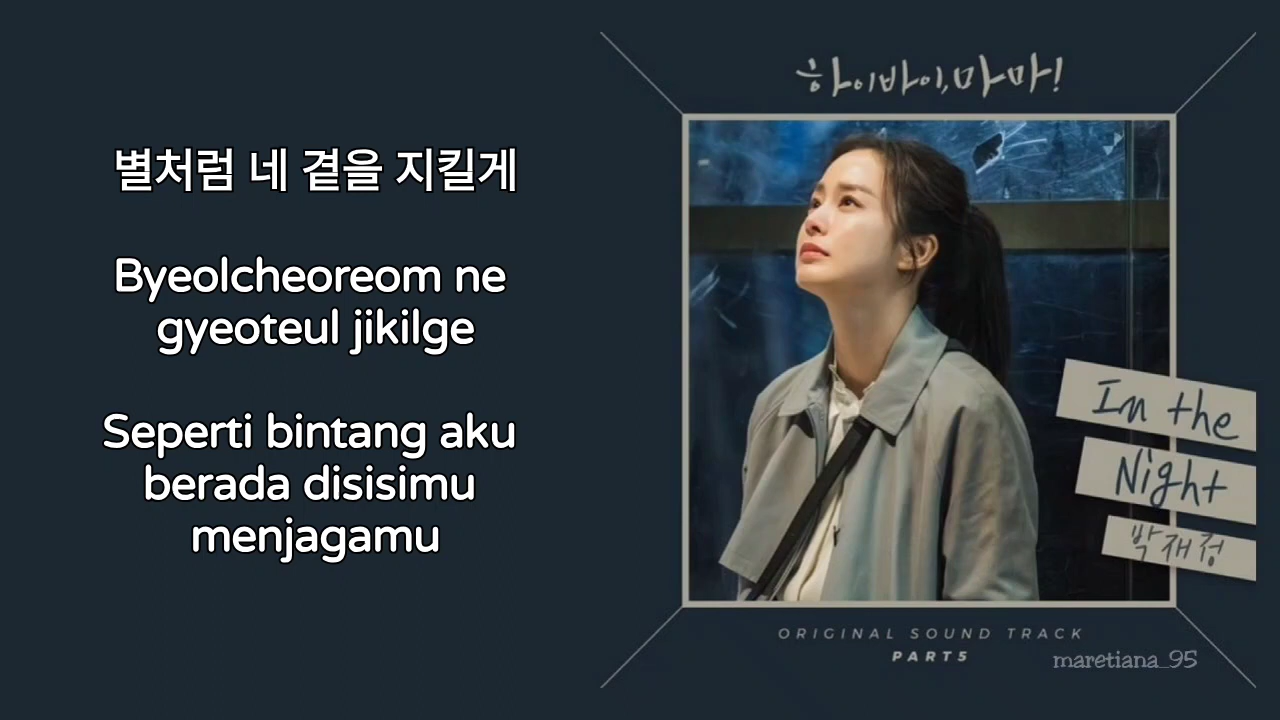 별처럼 네 곁을 지킬게
Byeolcheoreom ne
gyeoteul jikilge
Seperti bintang aku
berada disisimu
menjagamu
하이바이,마마!
In the
Night
박재정
ORIGINAL SOUND TRACK
PART5
maretiana_95